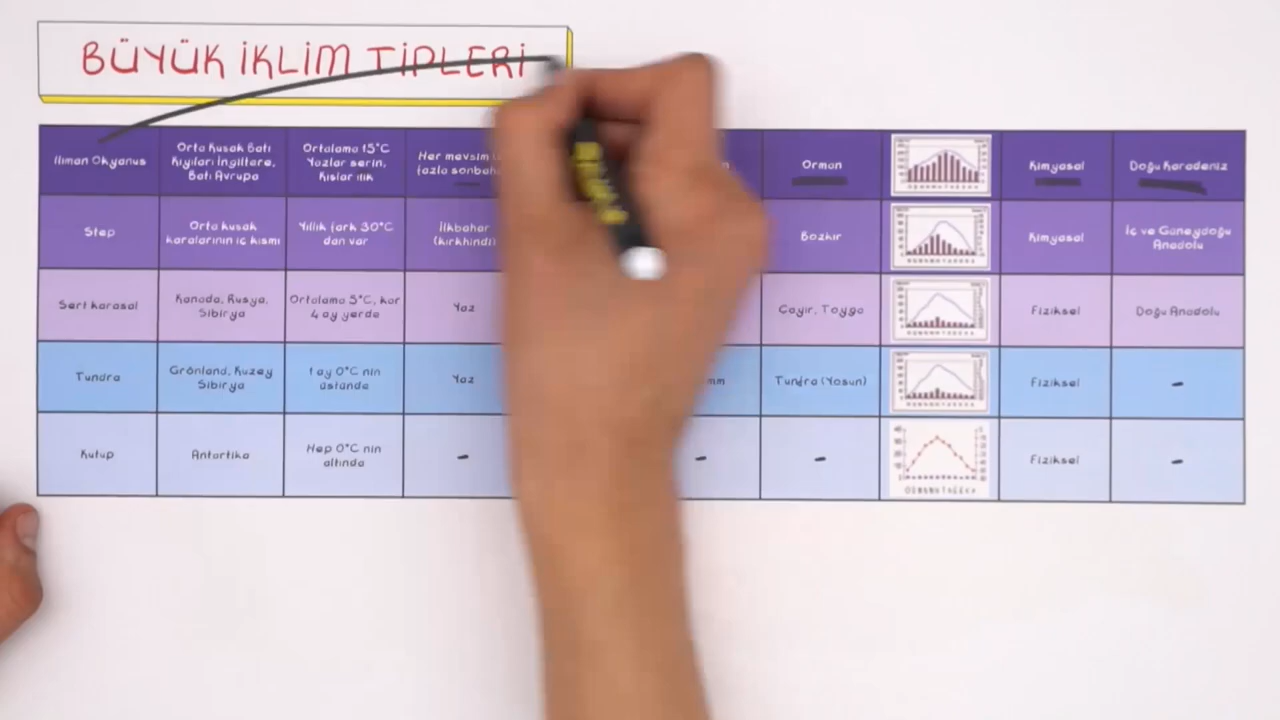 BÜYÜK İKLİM TİPLERİ
Ilıman Okyanus
Orta Kuşak Batı
Kıyıları İngiltere,
Batı Avrupa
Ortalama 15°C
Yazlar serin,
kışlar ılık
Her mevsim
(fazla
Orman
Kimyasal
Doğu Karadeniz
Step
Orta kuşak
karalarının iç kısmı
Yıllık fark 30°C
dan var
İlkbahar
(kırkikindi)
Bozkır
Kimyasal
İç ve Güneydoğu
Anadolu
Sert karasal
Kanada, Rusya,
Sibirya
Ortalama 5°C, kar
4 ay yerde
Yaz
Çayır, Tayga
Fiziksel
Doğu Anadolu
Tundra
Grönland, Kuzey
Sibirya
1 ay 0°C nin
üstünde
Yaz
mm
Tundra (Yosun)
Fiziksel
-
Kutup
Antartika
Hep 0°C nin
altında
-
-
-
Fiziksel
-